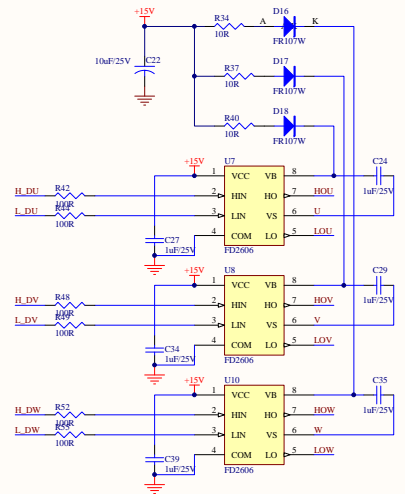 +15V
D16
R34
A
K
10R
FR107W
10uF/25V
C22
D17
R37
10R
FR107W
D18
R40
10R
FR107W
+15V
U7
C24
1uF/25V
H_DU
R42
100R
L_DU
R44
100R
1 VCC VB 8
2 HIN HO 7 HOU
3 LIN VS 6 U
4 COM LO 5 LOU
FD2606
C27
1uF/25V
+15V
U8
C29
1uF/25V
H_DV
R48
100R
L_DV
R49
100R
1 VCC VB 8
2 HIN HO 7 HOV
3 LIN VS 6 V
4 COM LO 5 LOV
FD2606
C34
1uF/25V
+15V
U10
C35
1uF/25V
H_DW
R52
100R
L_DW
R55
100R
1 VCC VB 8
2 HIN HO 7 HOW
3 LIN VS 6 W
4 COM LO 5 LOW
FD2606
C39
1uF/25V